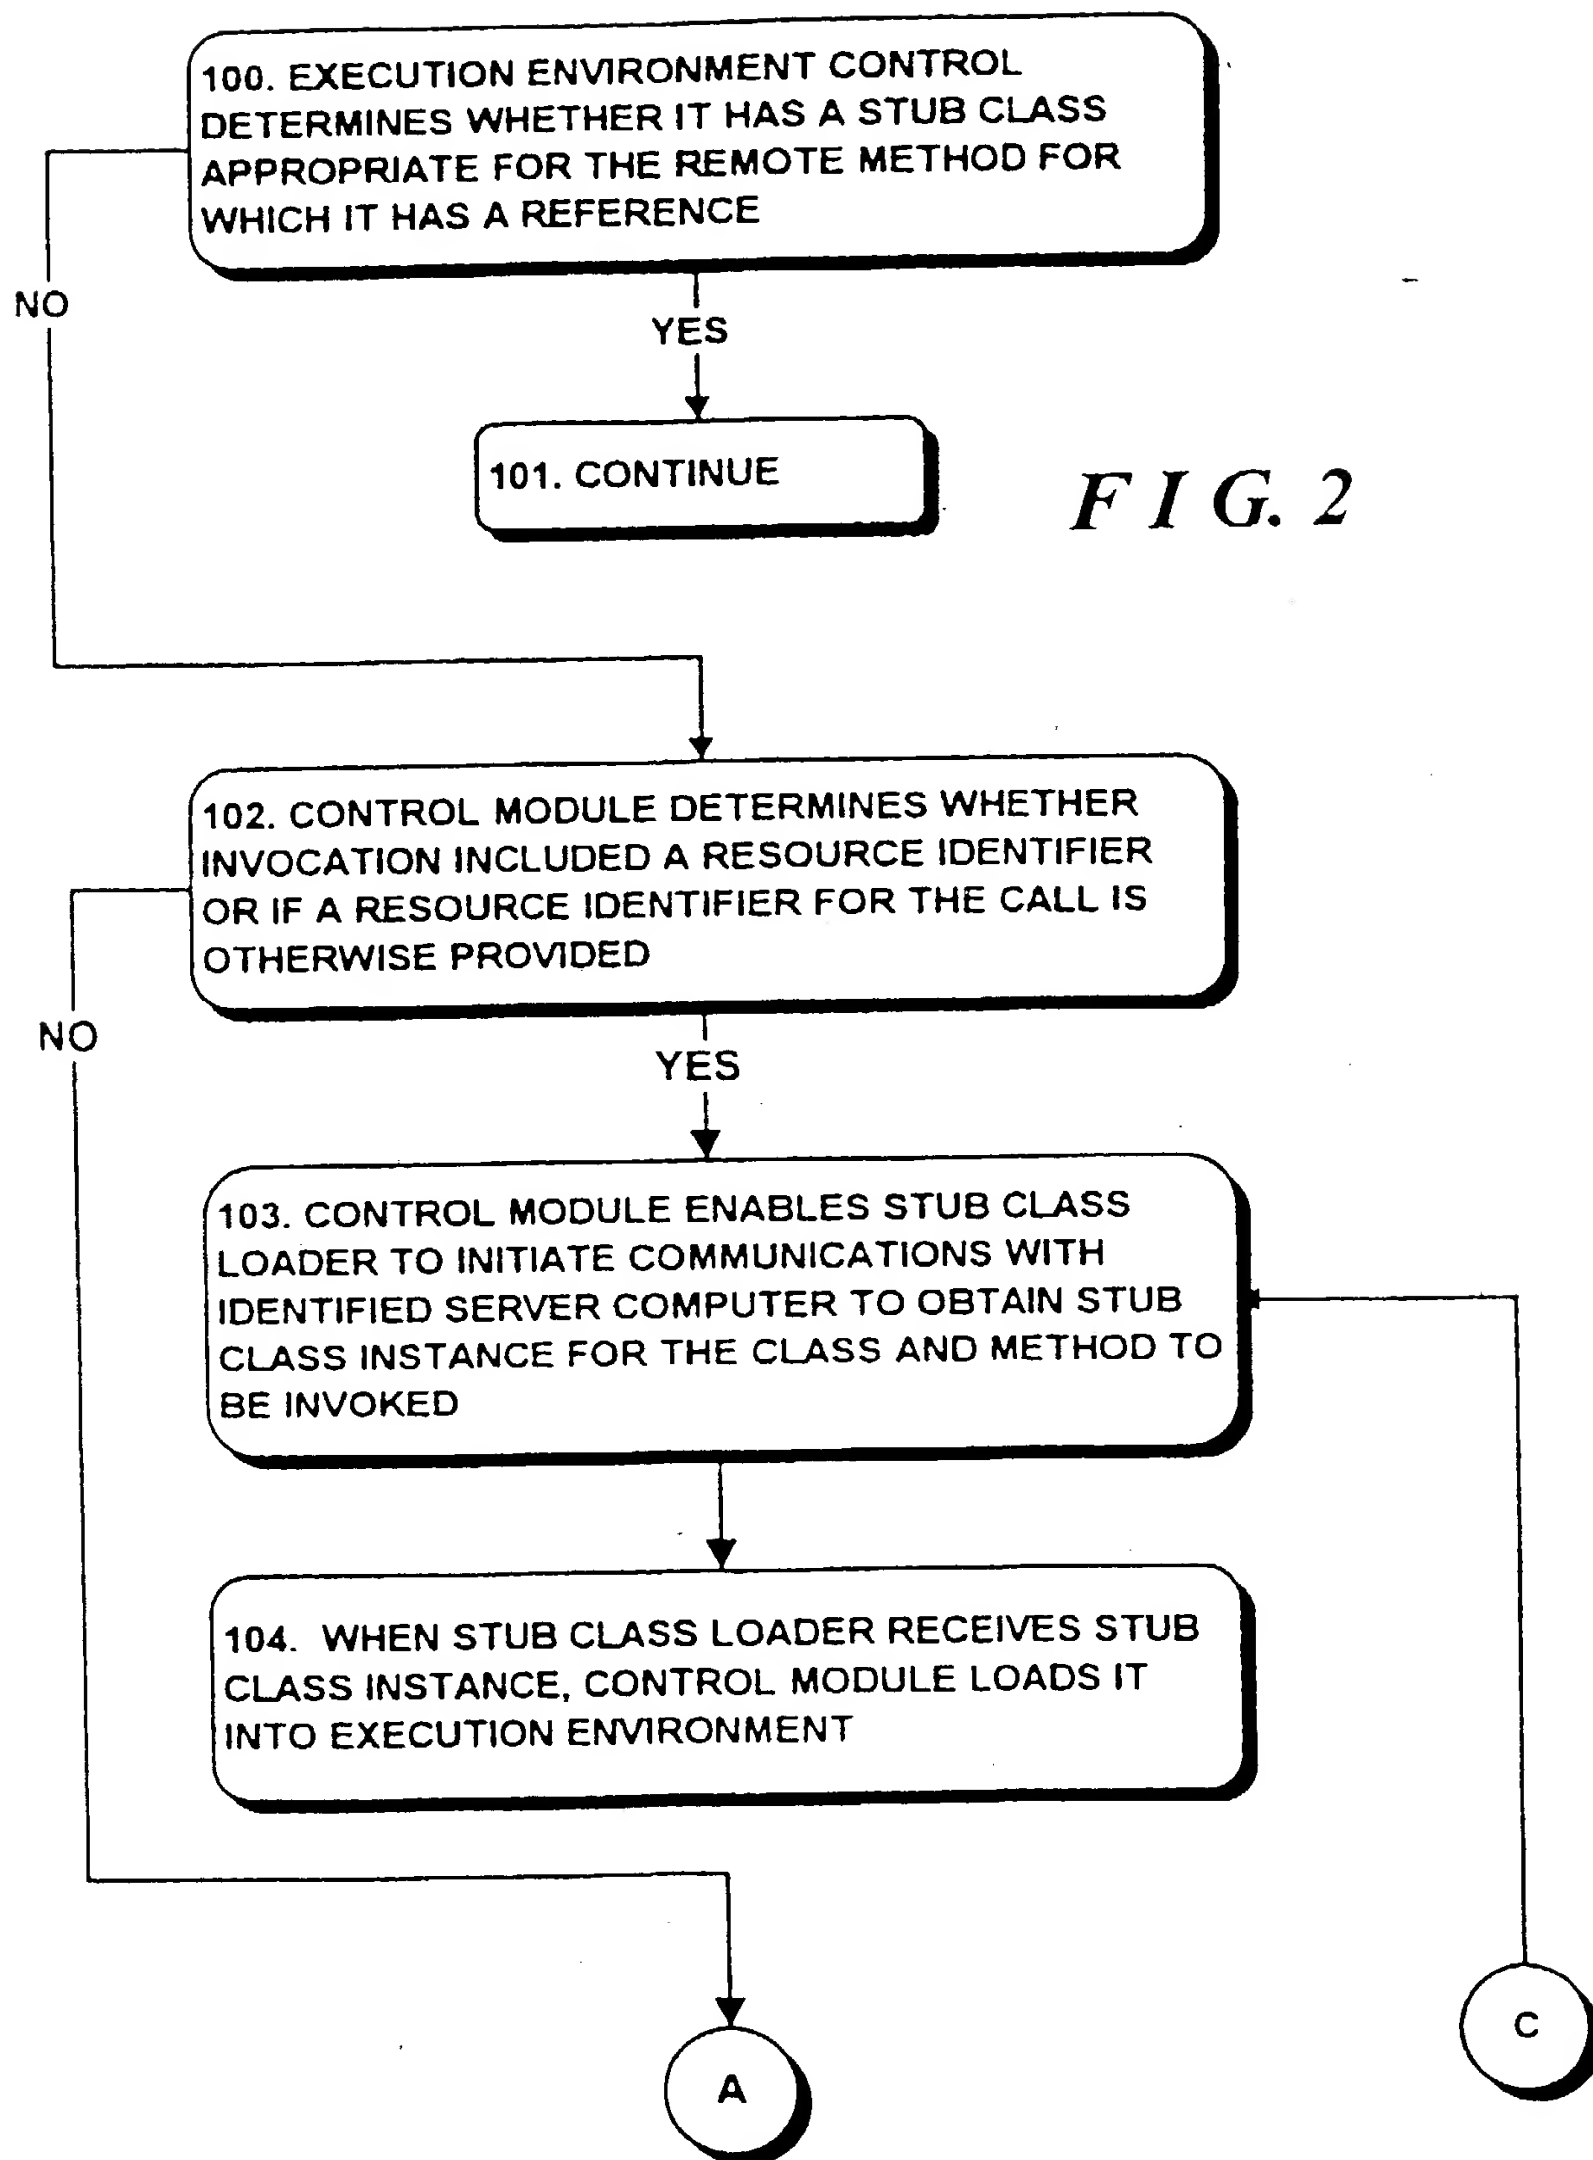 100. EXECUTION ENVIRONMENT CONTROL
DETERMINES WHETHER IT HAS A STUB CLASS
APPROPRIATE FOR THE REMOTE METHOD FOR
WHICH IT HAS A REFERENCE
NO
YES
101. CONTINUE
FIG. 2
102. CONTROL MODULE DETERMINES WHETHER
INVOCATION INCLUDED A RESOURCE IDENTIFIER
OR IF A RESOURCE IDENTIFIER FOR THE CALL IS
OTHERWISE PROVIDED
NO
YES
103. CONTROL MODULE ENABLES STUB CLASS
LOADER TO INITIATE COMMUNICATIONS WITH
IDENTIFIED SERVER COMPUTER TO OBTAIN STUB
CLASS INSTANCE FOR THE CLASS AND METHOD TO
BE INVOKED
104. WHEN STUB CLASS LOADER RECEIVES STUB
CLASS INSTANCE, CONTROL MODULE LOADS IT
INTO EXECUTION ENVIRONMENT
C
A